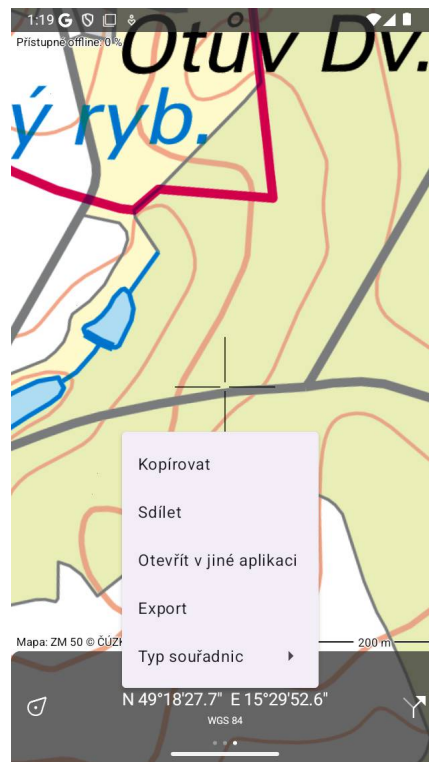 1:19
Přístupné offline: 0 %
Otův Dv.
ý ryb.
Kopírovat
Sdílet
Otevřít v jiné aplikaci
Export
Typ souřadnic
Mapa: ZM 50 © ČÚZK
200 m
N 49°18'27.7" E 15°29'52.6"
WGS 84